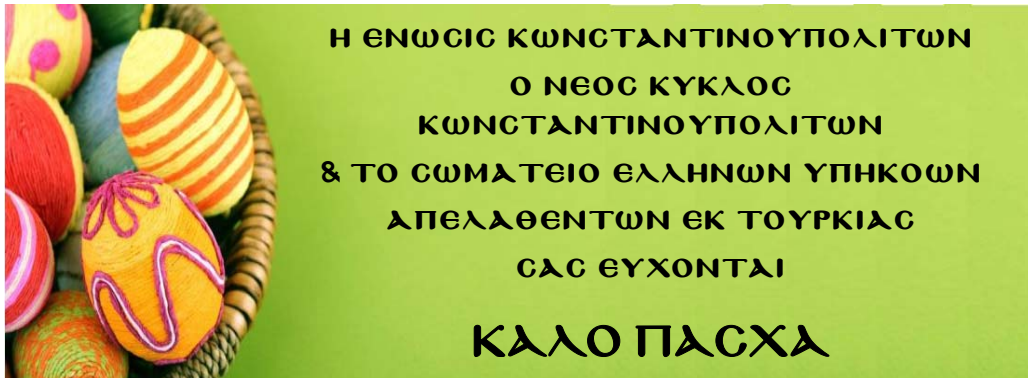 Η ΕΝΩCΙC ΚΩΝCΤΑΝΤΙΝΟΥΠΟΛΙΤΩΝ
Ο ΝΕΟC ΚΥΚΛΟC
ΚΩΝCΤΑΝΤΙΝΟΥΠΟΛΙΤΩΝ
& ΤΟ CΩΜΑΤΕΙΟ ΕΛΛΗΝΩΝ ΥΠΗΚΟΩΝ
ΑΠΕΛΑΘΕΝΤΩΝ ΕΚ ΤΟΥΡΚΙΑC
CΑC ΕΥΧΟΝΤΑΙ
ΚΑΛΟ ΠΑCΧΑ